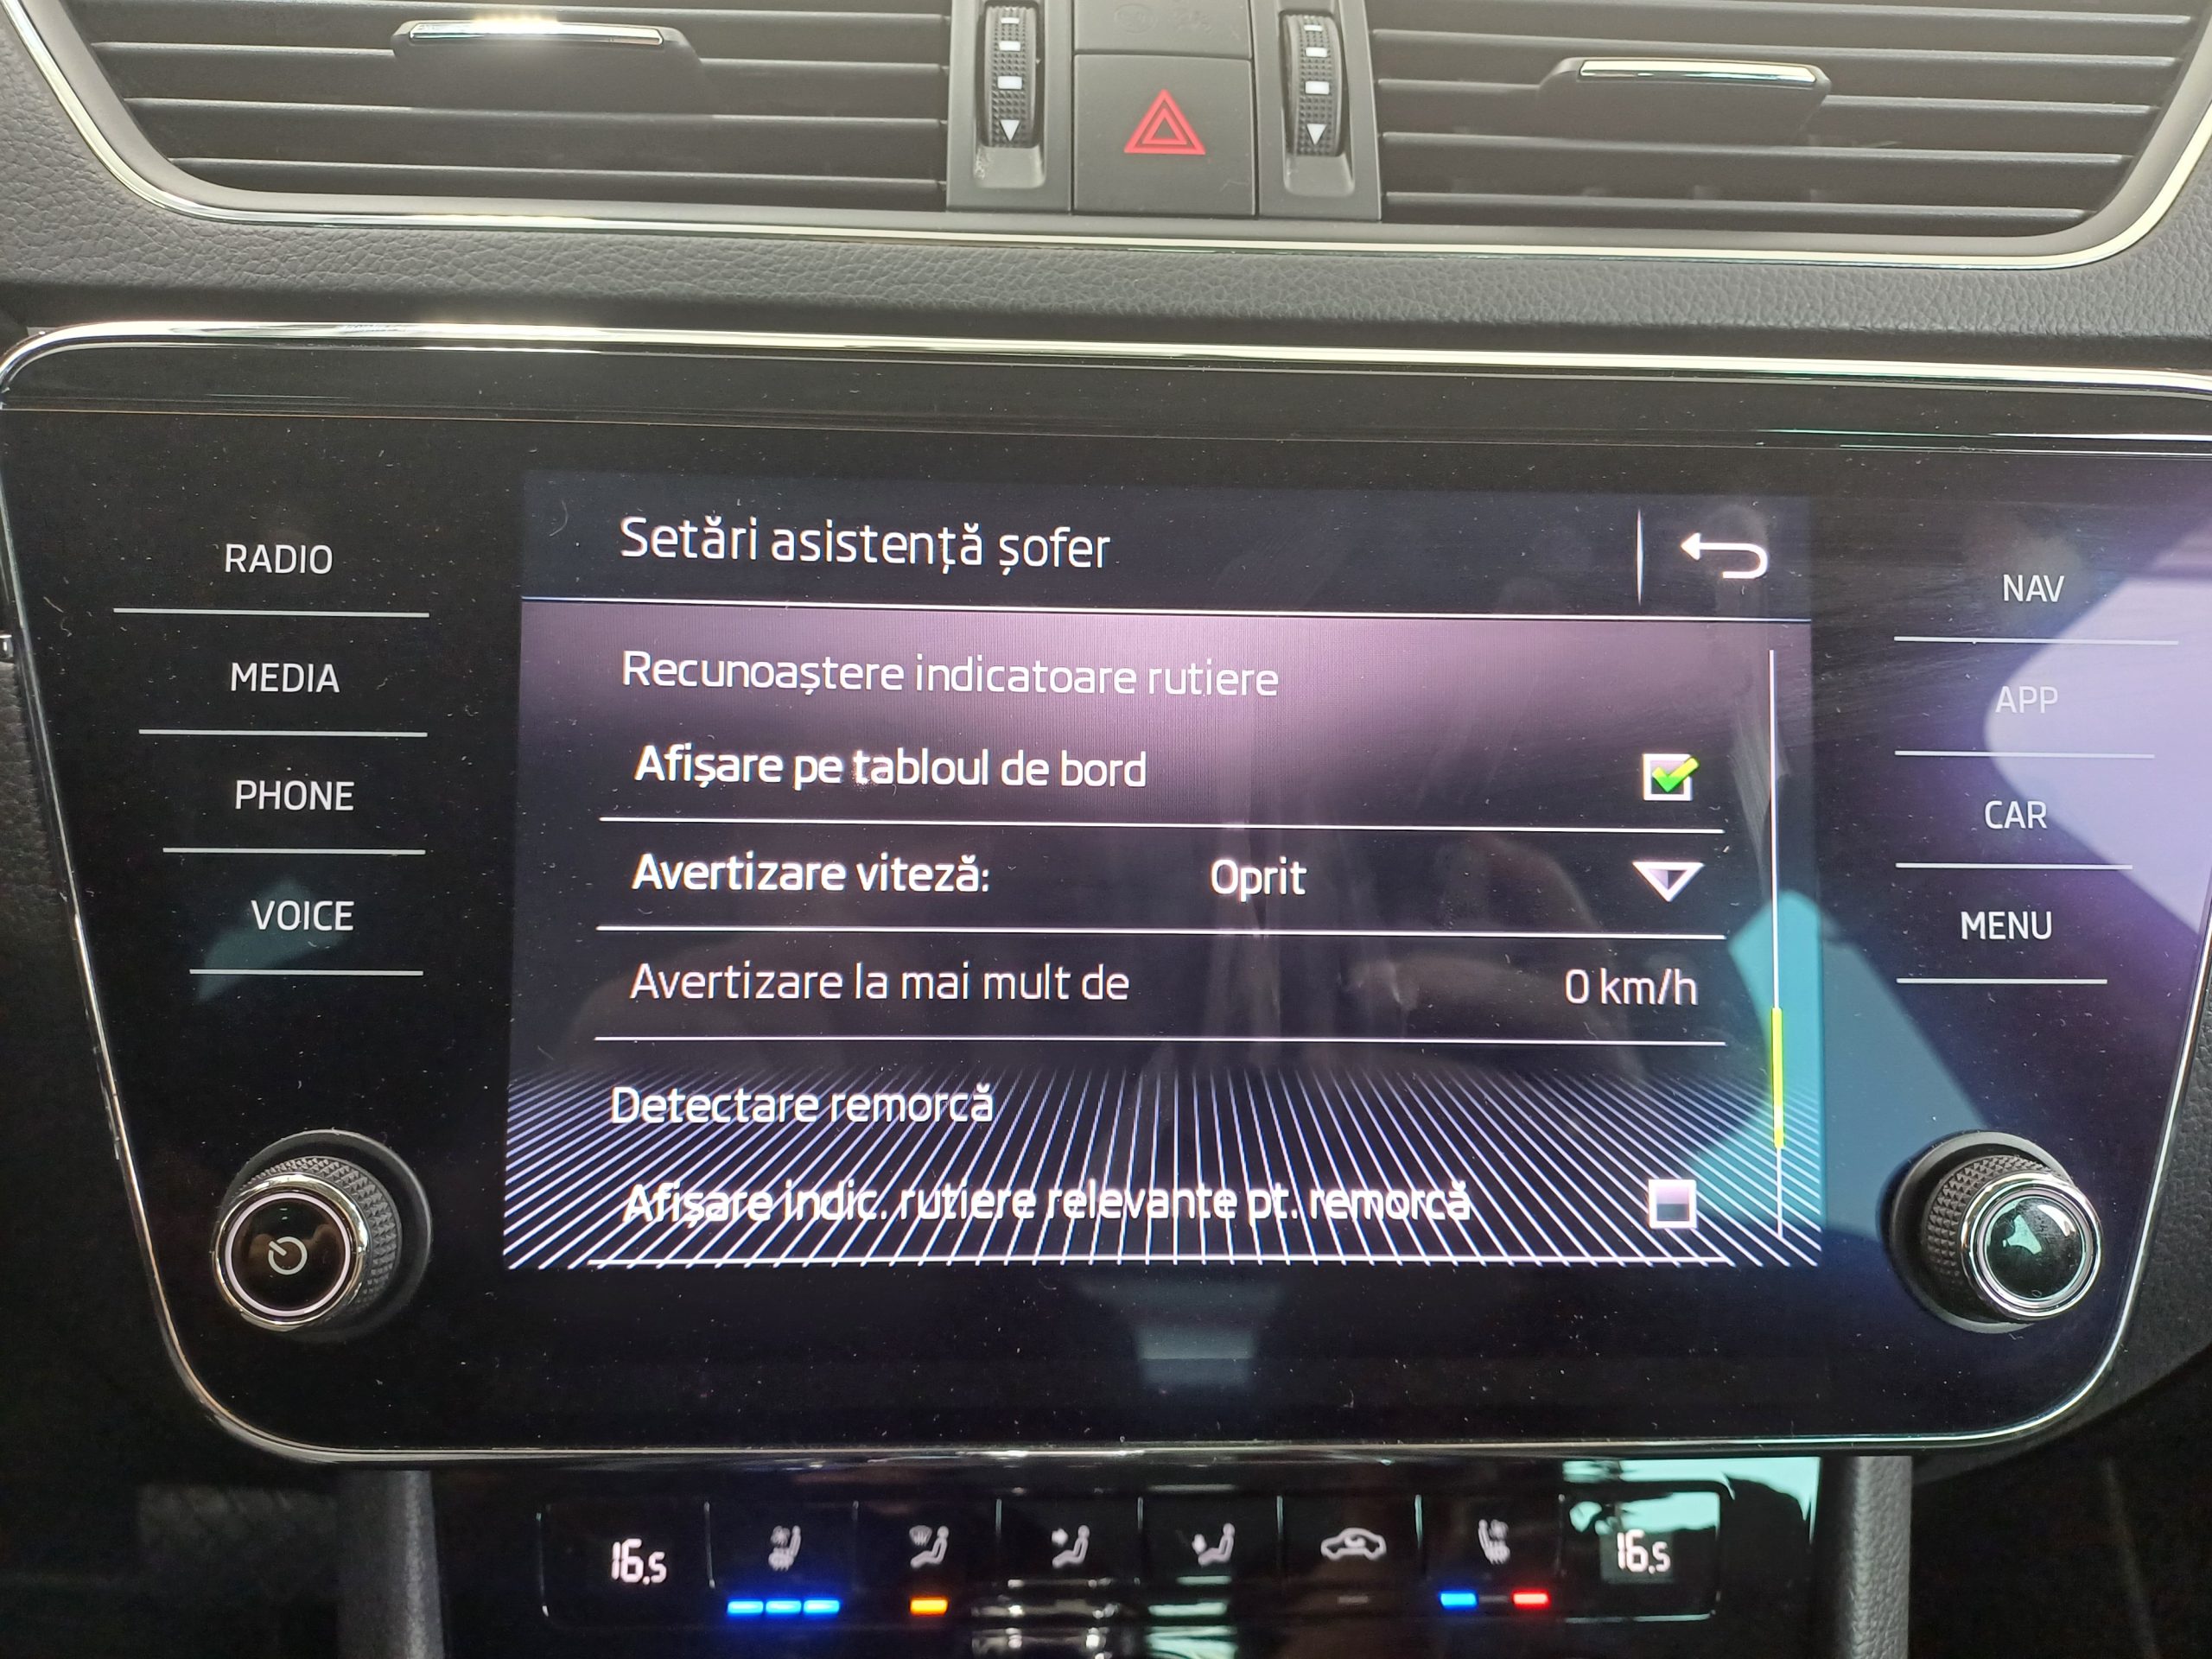 Setări asistență șofer
RADIO
MEDIA
PHONE
VOICE
Recunoaștere indicatoare rutiere
Afișare pe tabloul de bord
Avertizare viteză: Oprit
Avertizare la mai mult de 0 km/h
Detectare remorcă
Afișare indic. rutiere relevante pt. remorcă
NAV
APP
CAR
MENU
16.5
16.5